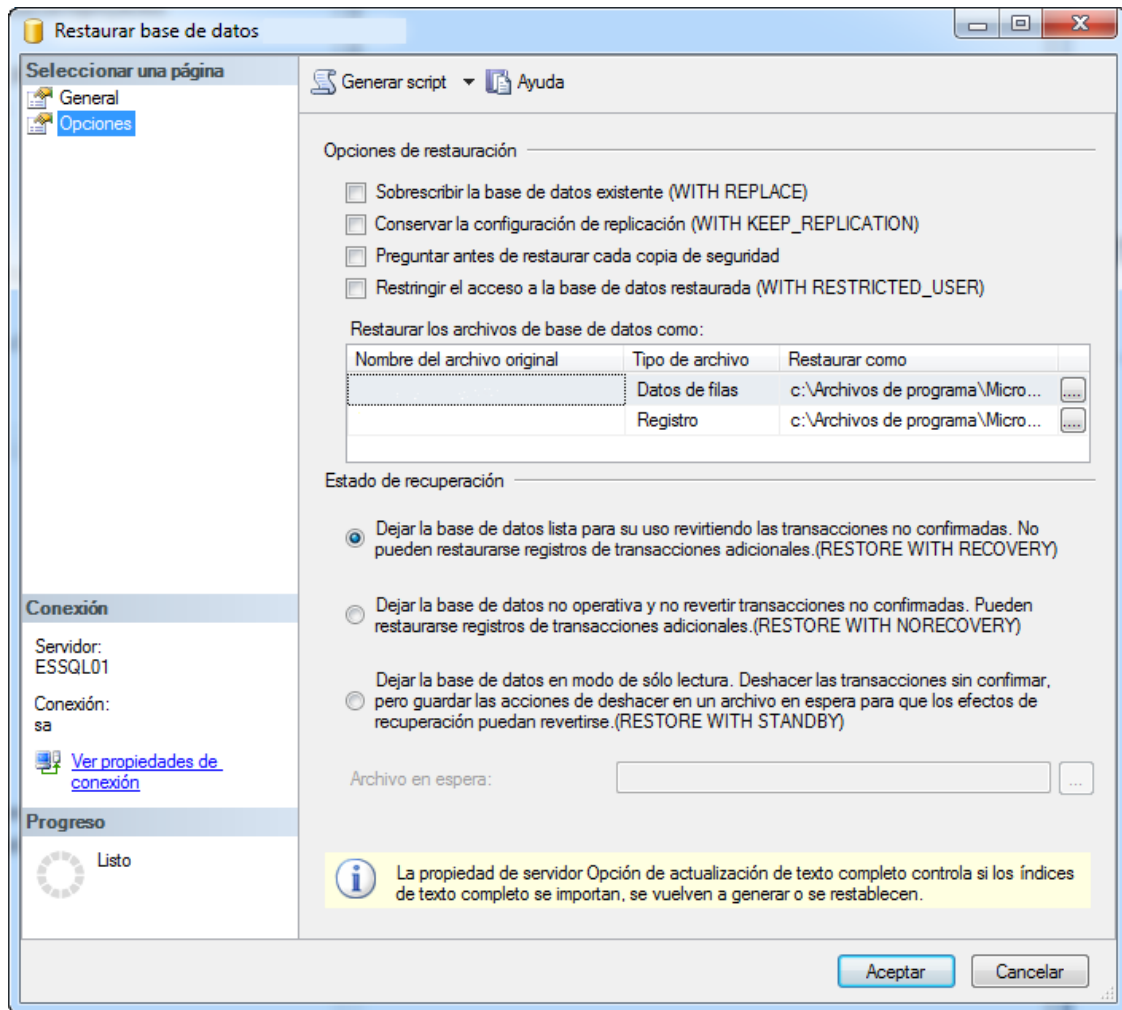 Restaurar base de datos
Seleccionar una página
General
Opciones
Generar script
Ayuda
Opciones de restauración
Sobrescribir la base de datos existente (WITH REPLACE)
Conservar la configuración de replicación (WITH KEEP_REPLICATION)
Preguntar antes de restaurar cada copia de seguridad
Restringir el acceso a la base de datos restaurada (WITH RESTRICTED_USER)
Restaurar los archivos de base de datos como:
Nombre del archivo original Tipo de archivo Restaurar como
Datos de filas c:\Archivos de programa\Micro... ....
Registro c:\Archivos de programa\Micro... ....
Estado de recuperación
Dejar la base de datos lista para su uso revirtiendo las transacciones no confirmadas. No
pueden restaurarse registros de transacciones adicionales.(RESTORE WITH RECOVERY)
Dejar la base de datos no operativa y no revertir transacciones no confirmadas. Pueden
restaurarse registros de transacciones adicionales.(RESTORE WITH NORECOVERY)
Dejar la base de datos en modo de sólo lectura. Deshacer las transacciones sin confirmar,
pero guardar las acciones de deshacer en un archivo en espera para que los efectos de
recuperación puedan revertirse.(RESTORE WITH STANDBY)
Archivo en espera: ...
Conexión
Servidor:
ESSQL01
Conexión:
sa
Ver propiedades de
conexión
Progreso
Listo
La propiedad de servidor Opción de actualización de texto completo controla si los índices
de texto completo se importan, se vuelven a generar o se restablecen.
Aceptar Cancelar